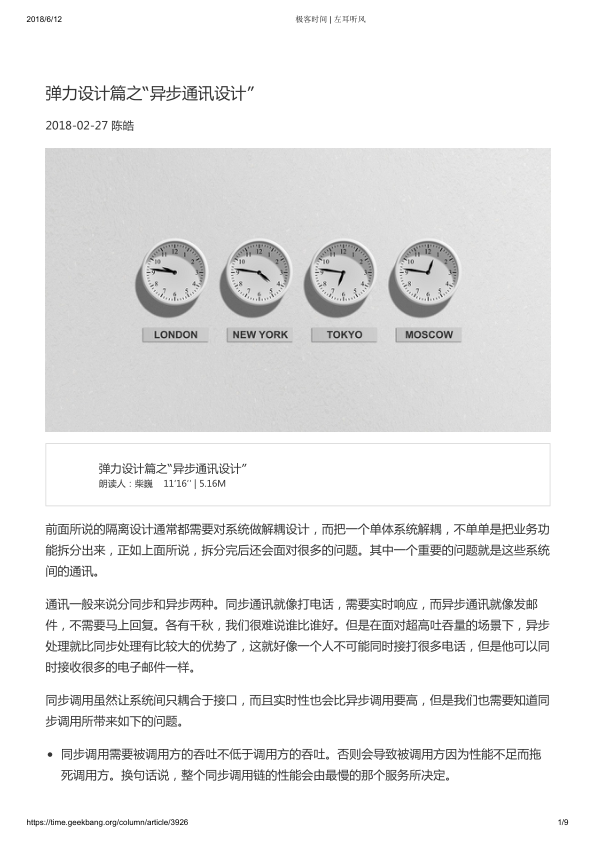 2018/6/12
极客时间 | 左耳听风
弹力设计篇之“异步通讯设计”
2018-02-27 陈皓
LONDON
NEW YORK
TOKYO
MOSCOW
弹力设计篇之“异步通讯设计”
朗读人：柴巍 11′16′′ | 5.16M
前面所说的隔离设计通常都需要对系统做解耦设计，而把一个单体系统解耦，不单单是把业务功
能拆分出来，正如上面所说，拆分完后还会面对很多的问题。其中一个重要的问题就是这些系统
间的通讯。
通讯一般来说分同步和异步两种。同步通讯就像打电话，需要实时响应，而异步通讯就像发邮
件，不需要马上回复。各有千秋，我们很难说谁比谁好。但是在面对超高吐吞量的场景下，异步
处理就比同步处理有比较大的优势了，这就好像一个人不可能同时接打很多电话，但是他可以同
时接收很多的电子邮件一样。
同步调用虽然让系统间只耦合于接口，而且实时性也会比异步调用要高，但是我们也需要知道同
步调用所带来如下的问题。
• 同步调用需要被调用方的吞吐不低于调用方的吞吐。否则会导致被调用方因为性能不足而拖
死调用方。换句话说，整个同步调用链的性能会由最慢的那个服务所决定。
https://time.geekbang.org/column/article/3926
1/9